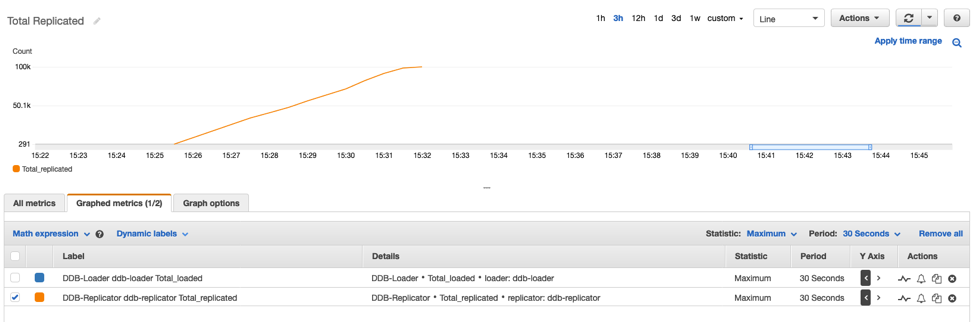 Total Replicated
1h 3h 12h 1d 3d 1w custom Line Actions
Apply time range
Count
100k
50.1k
291
15:22 15:23 15:24 15:25 15:26 15:27 15:28 15:29 15:30 15:31 15:32 15:33 15:34 15:35 15:36 15:37 15:38 15:39 15:40 15:41 15:42 15:43 15:44 15:45
Total_replicated
All metrics Graphed metrics (1/2) Graph options
Math expression Dynamic labels Statistic: Maximum Period: 30 Seconds Remove all
Label Details Statistic Period Y Axis Actions
DDB-Loader ddb-loader Total_loaded DDB-Loader • Total_loaded • loader: ddb-loader Maximum 30 Seconds
DDB-Replicator ddb-replicator Total_replicated DDB-Replicator • Total_replicated • replicator: ddb-replicator Maximum 30 Seconds